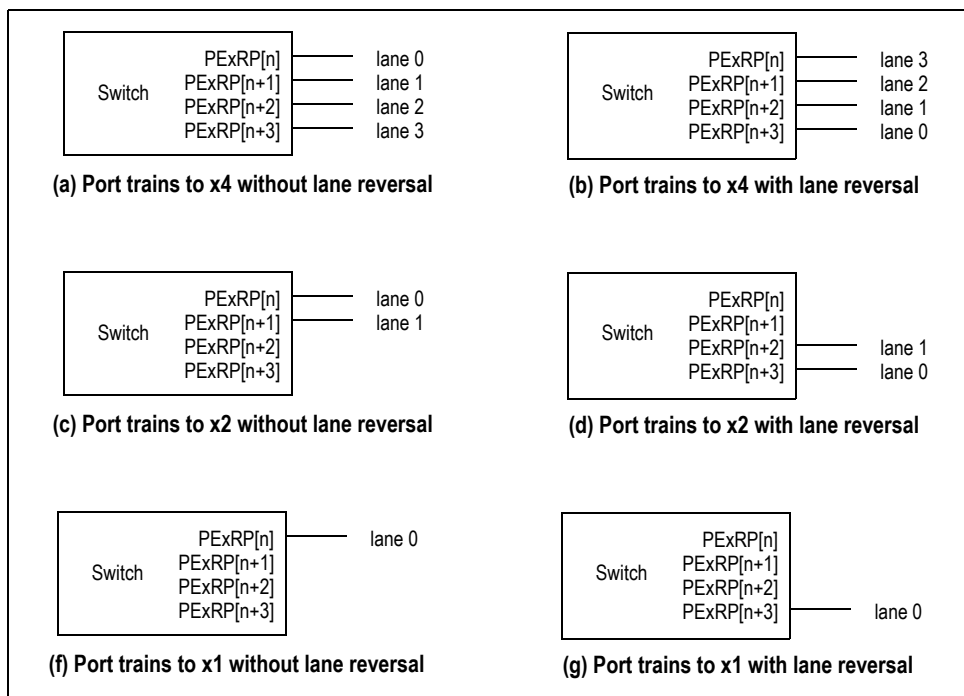 Switch
PExRP[n] lane 0
PExRP[n+1] lane 1
PExRP[n+2] lane 2
PExRP[n+3] lane 3
(a) Port trains to x4 without lane reversal
Switch
PExRP[n] lane 3
PExRP[n+1] lane 2
PExRP[n+2] lane 1
PExRP[n+3] lane 0
(b) Port trains to x4 with lane reversal
Switch
PExRP[n] lane 0
PExRP[n+1] lane 1
PExRP[n+2]
PExRP[n+3]
(c) Port trains to x2 without lane reversal
Switch
PExRP[n]
PExRP[n+1]
PExRP[n+2] lane 1
PExRP[n+3] lane 0
(d) Port trains to x2 with lane reversal
Switch
PExRP[n] lane 0
PExRP[n+1]
PExRP[n+2]
PExRP[n+3]
(f) Port trains to x1 without lane reversal
Switch
PExRP[n]
PExRP[n+1]
PExRP[n+2]
PExRP[n+3] lane 0
(g) Port trains to x1 with lane reversal